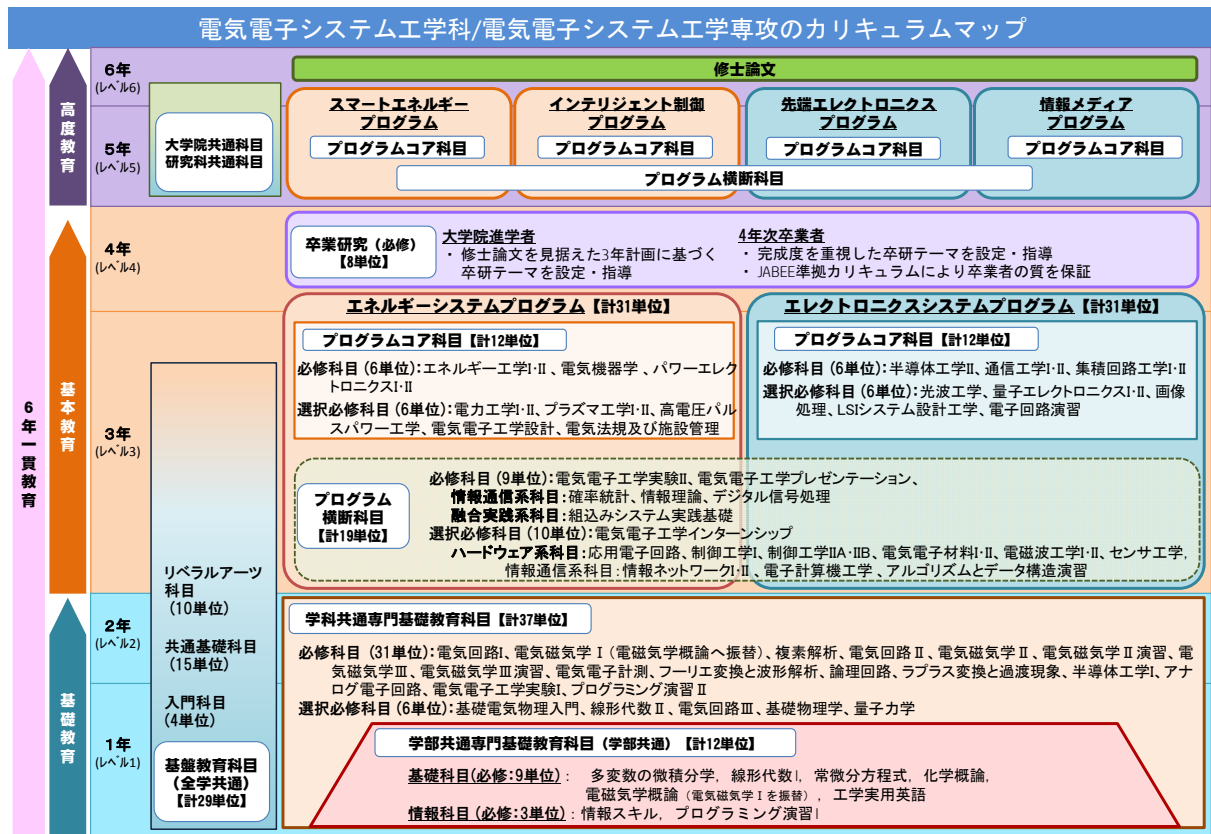 電気電子システム工学科/電気電子システム工学専攻のカリキュラムマップ
6年一貫教育
高度教育
6年
(ﾚﾍﾞﾙ6)
5年
(ﾚﾍﾞﾙ5)
大学院共通科目
研究科共通科目
修士論文
スマートエネルギー
プログラム
プログラムコア科目
インテリジェント制御
プログラム
プログラムコア科目
先端エレクトロニクス
プログラム
プログラムコア科目
情報メディア
プログラム
プログラムコア科目
プログラム横断科目
基本教育
4年
(ﾚﾍﾞﾙ4)
卒業研究（必修）
【8単位】
大学院進学者
・ 修士論文を見据えた3年計画に基づく
卒研テーマを設定・指導
4年次卒業者
・ 完成度を重視した卒研テーマを設定・指導
・ JABEE準拠カリキュラムにより卒業者の質を保証
3年
(ﾚﾍﾞﾙ3)
エネルギーシステムプログラム【計31単位】
プログラムコア科目【計12単位】
必修科目（6単位）：エネルギー工学I・II 、電気機器学 、パワーエレク
トロニクスI・II
選択必修科目（6単位）：電力工学I・II、プラズマ工学I・II、高電圧パル
スパワー工学、電気電子工学設計、電気法規及び施設管理
エレクトロニクスシステムプログラム【計31単位】
プログラムコア科目【計12単位】
必修科目（6単位）：半導体工学II、通信工学I・II、集積回路工学I・II
選択必修科目（6単位）：光波工学、量子エレクトロニクスI・II、画像
処理、LSIシステム設計工学、電子回路演習
プログラム
横断科目
【計19単位】
必修科目（9単位）：電気電子工学実験II、電気電子工学プレゼンテーション、
情報通信系科目：確率統計、情報理論、デジタル信号処理
融合実践系科目：組込みシステム実践基礎
選択必修科目（10単位）：電気電子工学インターンシップ
ハードウェア系科目：応用電子回路、制御工学I、制御工学IIA・IIB、電気電子材料I・II、電磁波工学I・II、センサ工学,
情報通信系科目：情報ネットワークI・II 、電子計算機工学 、アルゴリズムとデータ構造演習
基礎教育
2年
(ﾚﾍﾞﾙ2)
1年
(ﾚﾍﾞﾙ1)
リベラルアーツ
科目
（10単位）
共通基礎科目
（15単位）
入門科目
（4単位）
基盤教育科目
（全学共通）
【計29単位】
学科共通専門基礎教育科目【計37単位】
必修科目（31単位）：電気回路I、電気磁気学Ⅰ（電磁気学概論へ振替）、複素解析、電気回路Ⅱ、電気磁気学Ⅱ、電気磁気学Ⅱ演習、電
気磁気学Ⅲ、電気磁気学Ⅲ演習、電気電子計測、フーリエ変換と波形解析、論理回路、ラプラス変換と過渡現象、半導体工学I、アナ
ログ電子回路、電気電子工学実験I、プログラミング演習Ⅱ
選択必修科目（6単位）：基礎電気物理入門、線形代数Ⅱ、電気回路Ⅲ、基礎物理学、量子力学
学部共通専門基礎教育科目（学部共通）【計12単位】
基礎科目（必修：9単位）： 多変数の微積分学，線形代数I，常微分方程式，化学概論，
電磁気学概論（電気磁気学Ⅰを振替），工学実用英語
情報科目（必修：3単位）：情報スキル，プログラミング演習I